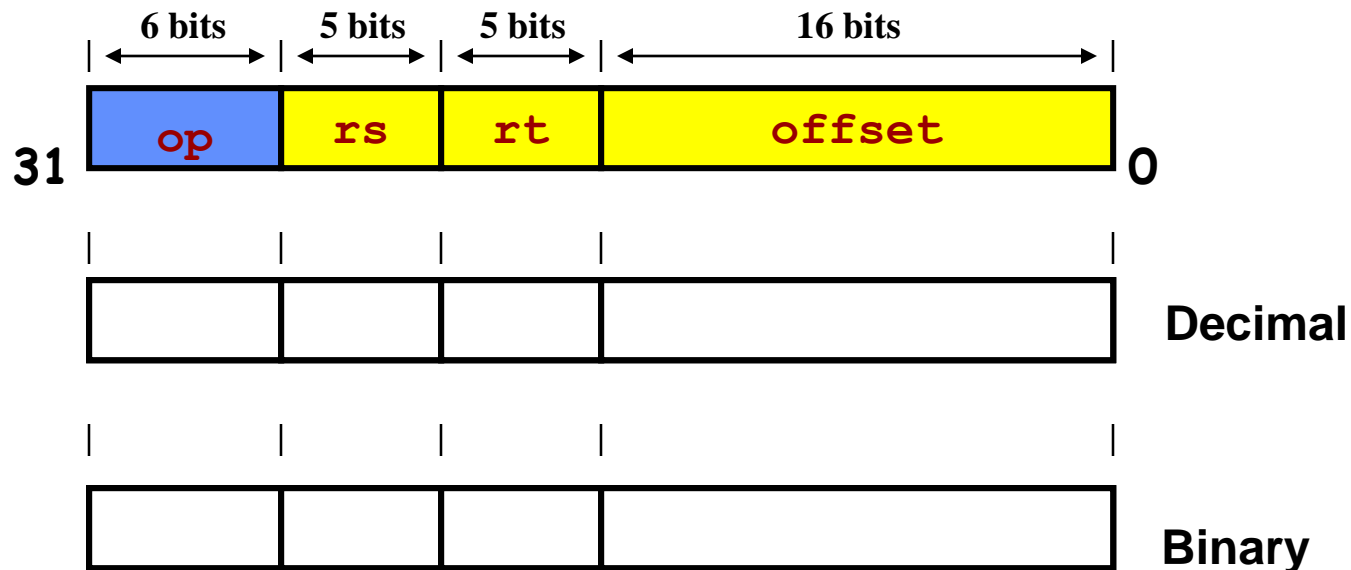 6 bits 5 bits 5 bits 16 bits
op rs rt offset
31 0
Decimal
Binary